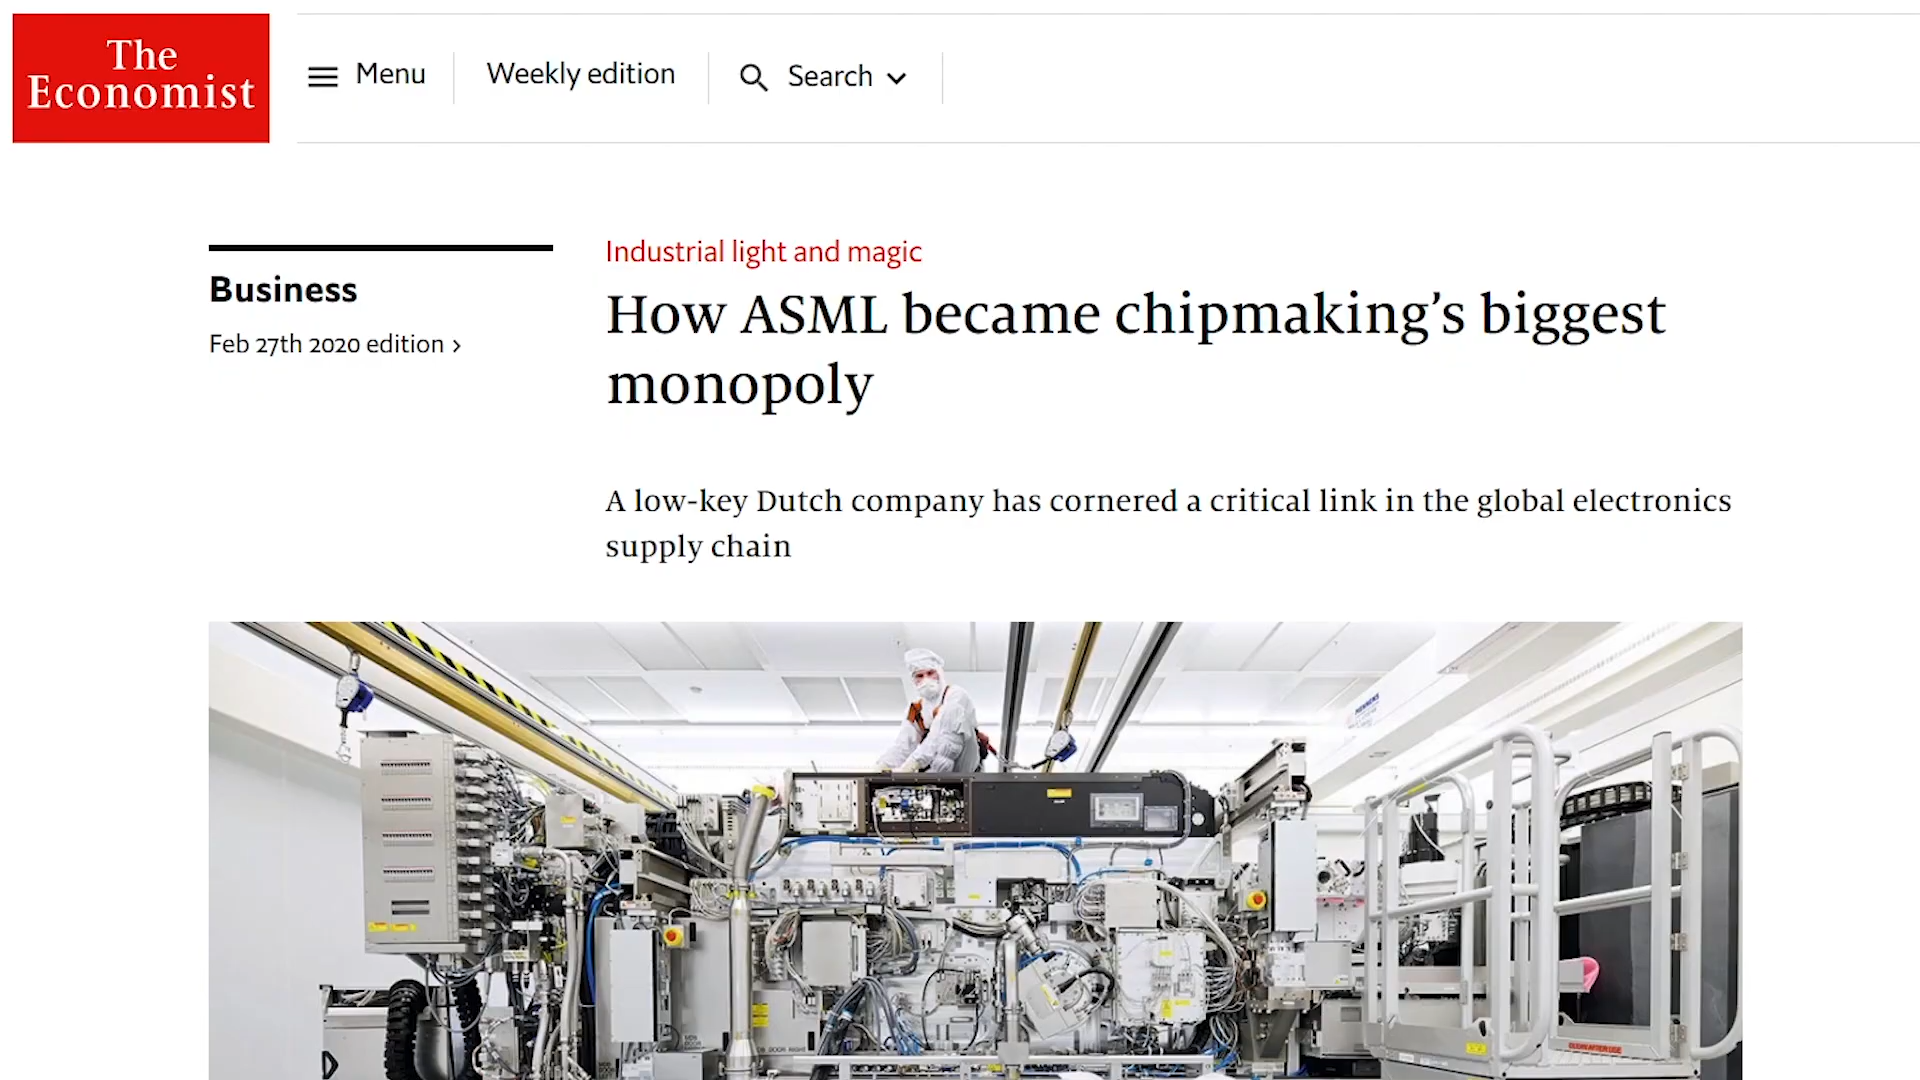 The
Economist
Menu
Weekly edition
Search
Business
Feb 27th 2020 edition ›
Industrial light and magic
How ASML became chipmaking’s biggest
monopoly
A low-key Dutch company has cornered a critical link in the global electronics
supply chain